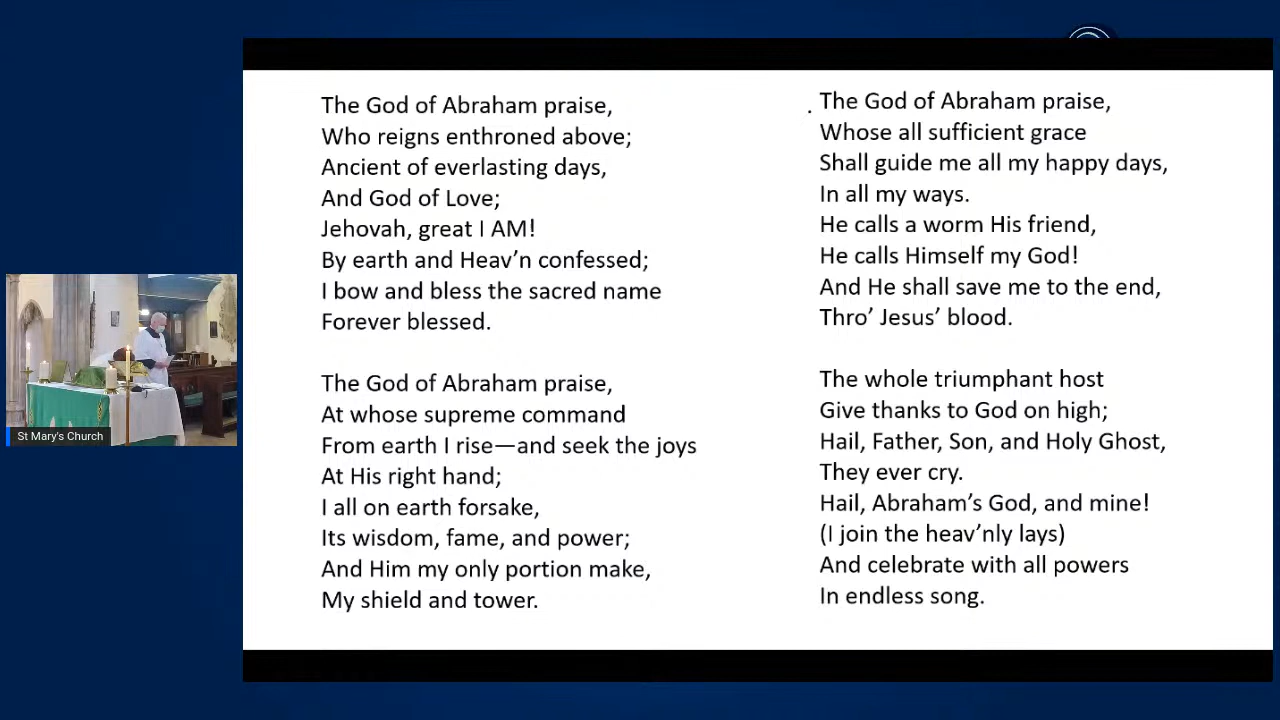 The God of Abraham praise,
Who reigns enthroned above;
Ancient of everlasting days,
And God of Love;
Jehovah, great I AM!
By earth and Heav’n confessed;
I bow and bless the sacred name
Forever blessed.
The God of Abraham praise,
At whose supreme command
From earth I rise—and seek the joys
At His right hand;
I all on earth forsake,
Its wisdom, fame, and power;
And Him my only portion make,
My shield and tower.
. The God of Abraham praise,
Whose all sufficient grace
Shall guide me all my happy days,
In all my ways.
He calls a worm His friend,
He calls Himself my God!
And He shall save me to the end,
Thro’ Jesus’ blood.
The whole triumphant host
Give thanks to God on high;
Hail, Father, Son, and Holy Ghost,
They ever cry.
Hail, Abraham’s God, and mine!
(I join the heav’nly lays)
And celebrate with all powers
In endless song.
St Mary's Church